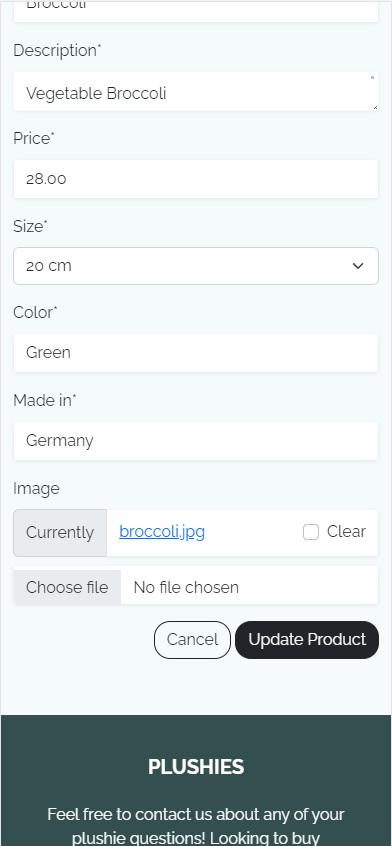 Broccoli
Description*
Vegetable Broccoli
Price*
28.00
Size*
20 cm
Color*
Green
Made in*
Germany
Image
Currently broccoli.jpg Clear
Choose file No file chosen
Cancel Update Product
PLUSHIES
Feel free to contact us about any of your
plushie questions! Looking to buy